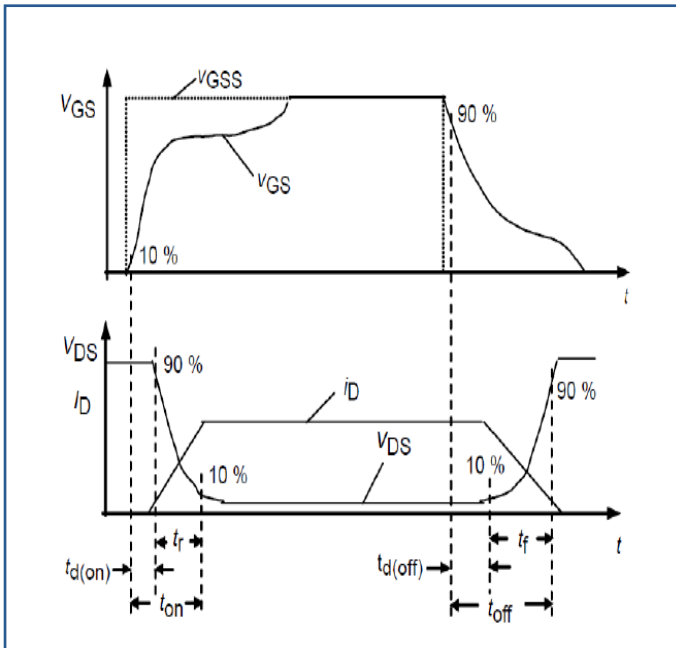 VGSS
VGS
90 %
VGS
10 %
t
VDS
90 %
iD
90 %
ID
VDS
10 %
10 %
tr
tf
t
td(on)
td(off)
ton
toff